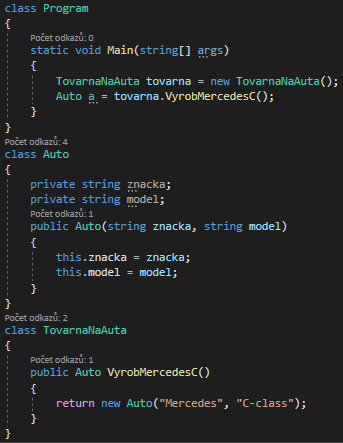 class Program
{
Počet odkazů: 0
static void Main(string[] args)
{
TovarnaNaAuta tovarna = new TovarnaNaAuta();
Auto a = tovarna.VyrobMercedesC();
}
}
Počet odkazů: 4
class Auto
{
private string znacka;
private string model;
Počet odkazů: 1
public Auto(string znacka, string model)
{
this.znacka = znacka;
this.model = model;
}
}
Počet odkazů: 2
class TovarnaNaAuta
{
Počet odkazů: 1
public Auto VyrobMercedesC()
{
return new Auto("Mercedes", "C-class");
}
}